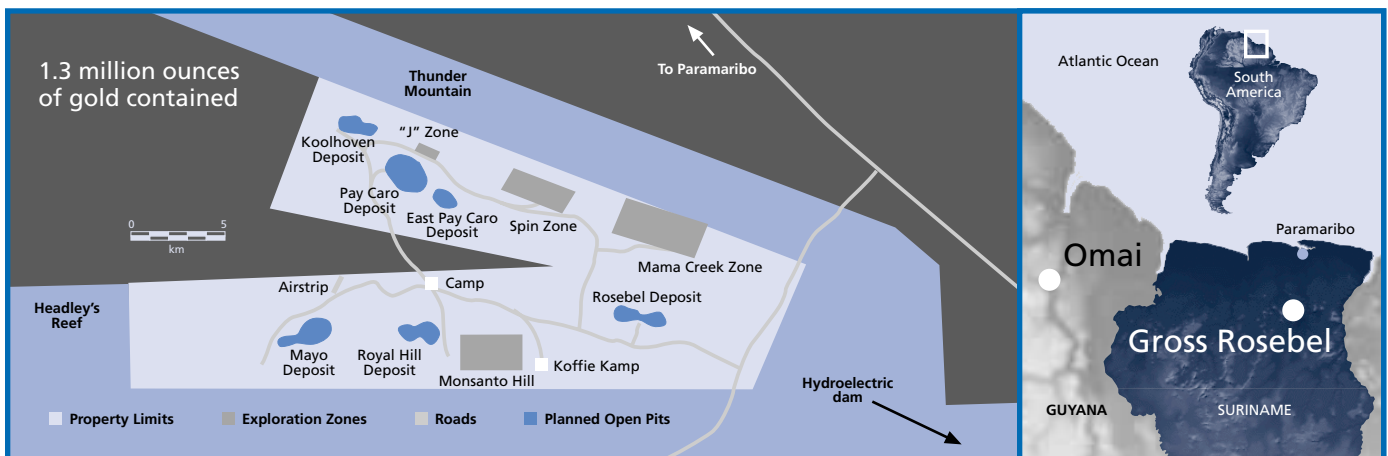 1.3 million ounces
of gold contained
Thunder
Mountain
To Paramaribo
Koolhoven
Deposit
"J" Zone
Pay Caro
Deposit
East Pay Caro
Deposit
Spin Zone
Mama Creek Zone
0 5
km
Airstrip
Camp
Rosebel Deposit
Headley's
Reef
Mayo
Deposit
Royal Hill
Deposit
Monsanto Hill
Koffie Kamp
Hydroelectric
dam
Property Limits
Exploration Zones
Roads
Planned Open Pits
Atlantic Ocean
South
America
Paramaribo
Omai
Gross Rosebel
GUYANA
SURINAME